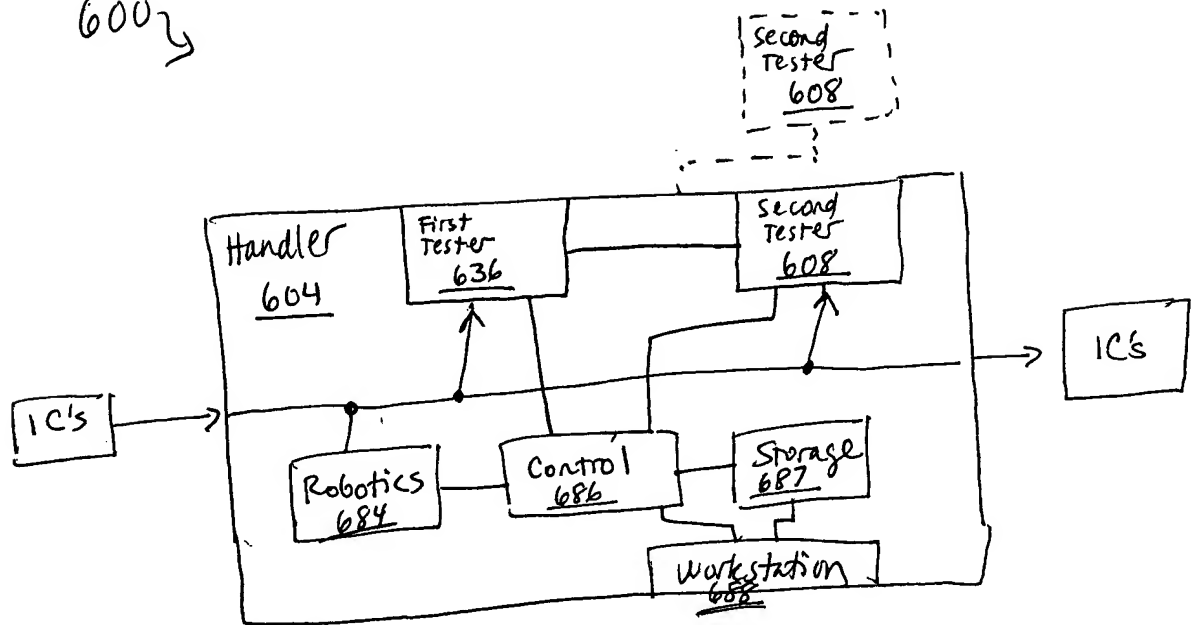 600
Second
Tester
608
Handler
604
First
Tester
636
Second
Tester
608
IC's
IC's
Robotics
684
Control
686
Storage
687
Workstation
688